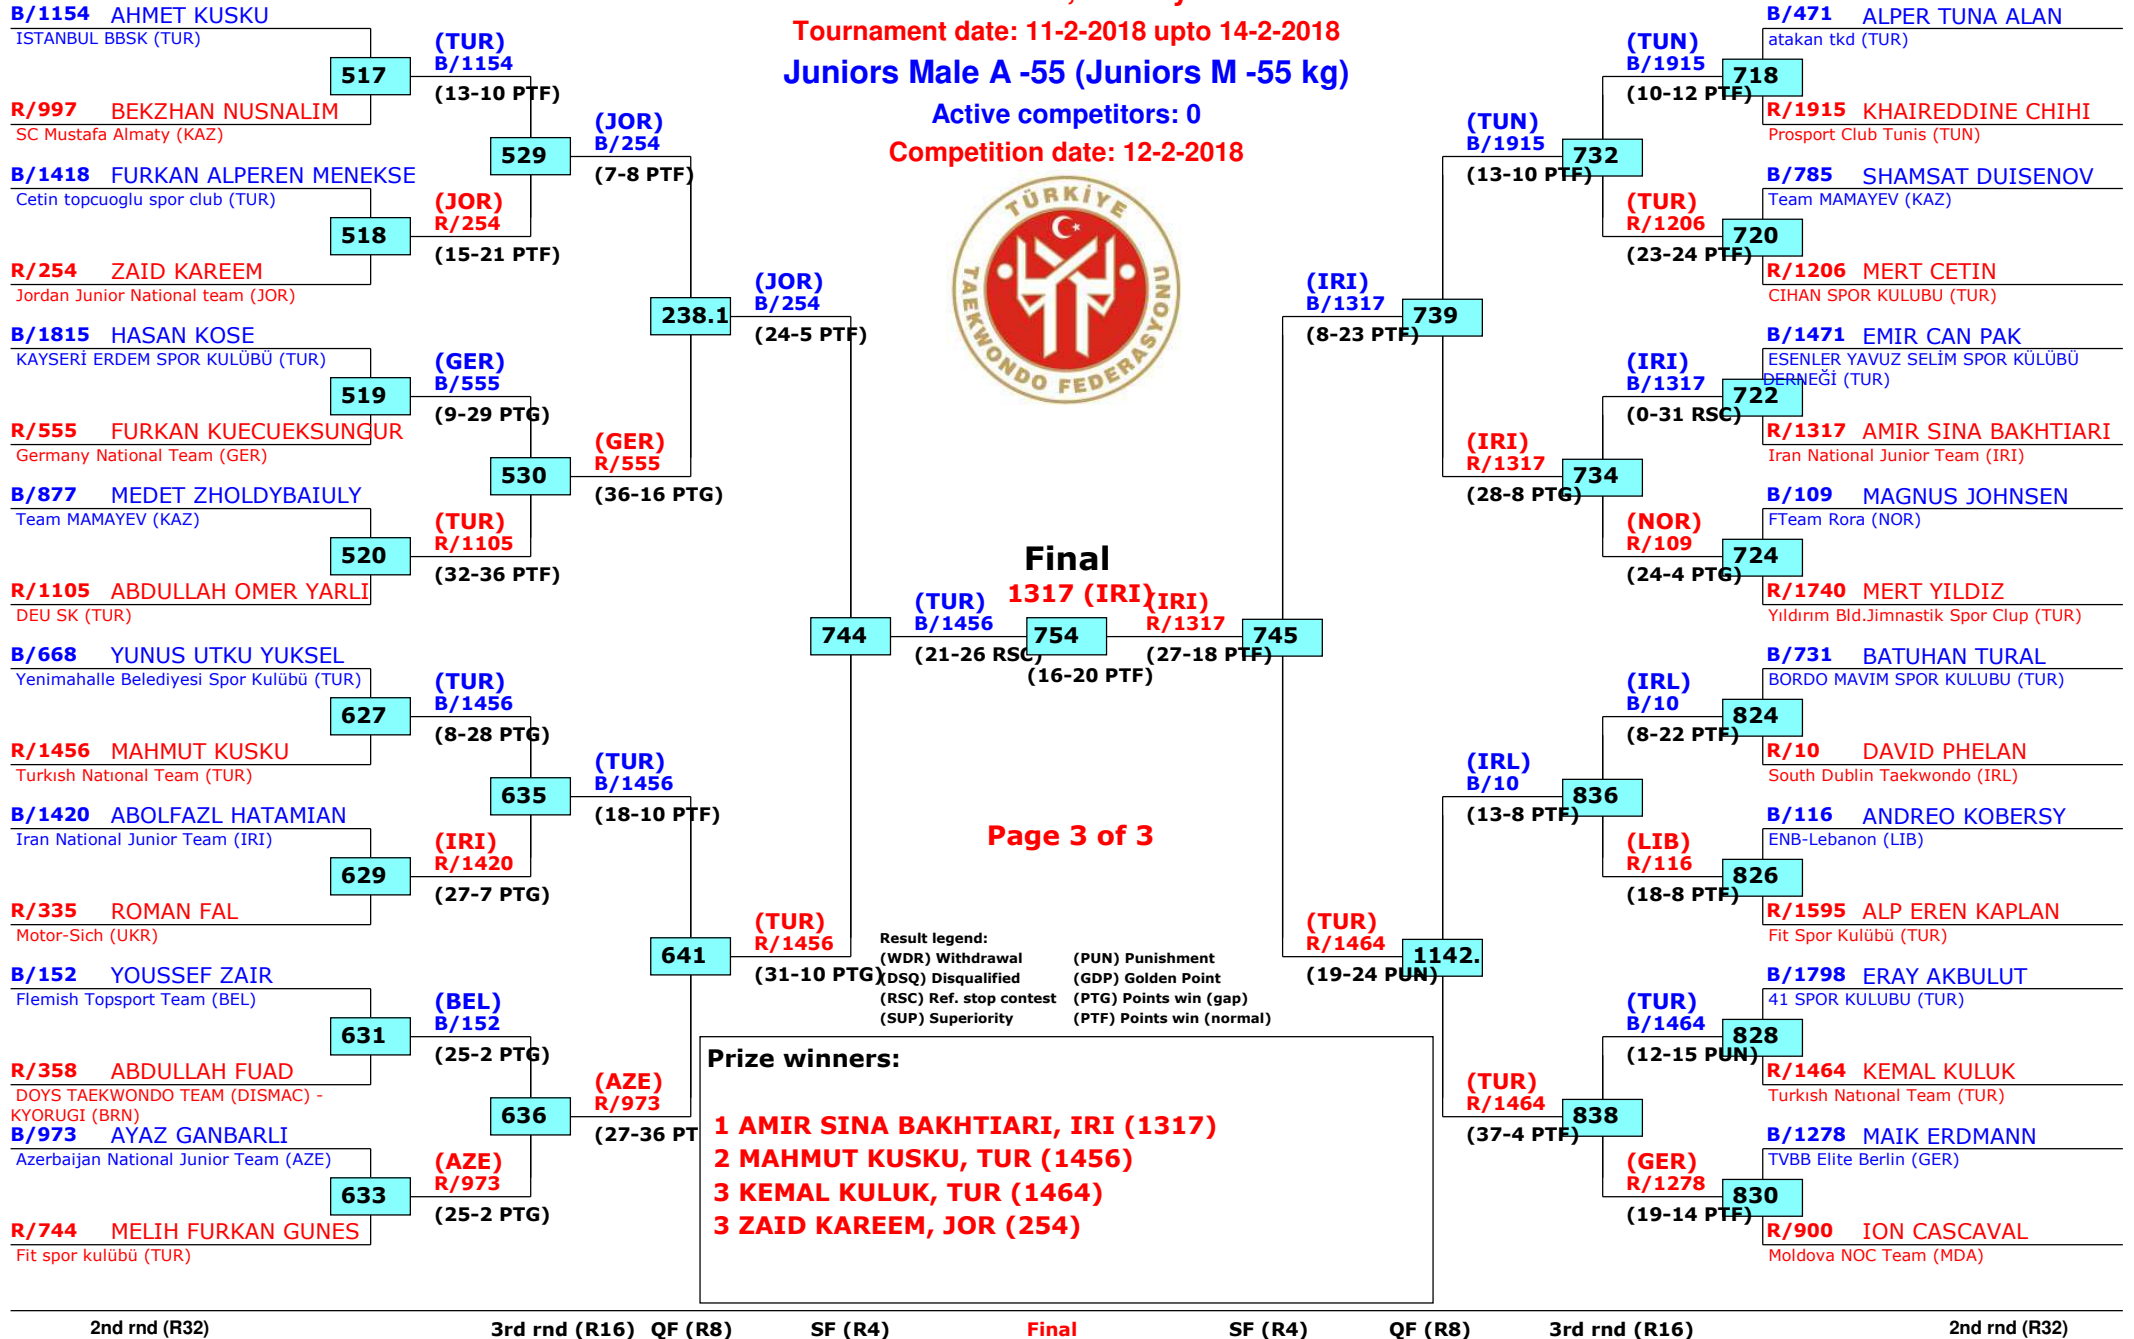 Tournament date: 11-2-2018 upto 14-2-2018
Juniors Male A -55 (Juniors M -55 kg)
Active competitors: 0
Competition date: 12-2-2018
TÜRKİYE
TAEKWONDO FEDERASYONU
B/1154 AHMET KUSKU
ISTANBUL BBSK (TUR)
517
R/997 BEKZHAN NUSNALIM
SC Mustafa Almaty (KAZ)
B/1418 FURKAN ALPEREN MENEKSE
Cetin topcuoglu spor club (TUR)
518
R/254 ZAID KAREEM
Jordan Junior National team (JOR)
B/1815 HASAN KOSE
KAYSERİ ERDEM SPOR KULÜBÜ (TUR)
519
R/555 FURKAN KUECUEKSUNGUR
Germany National Team (GER)
B/877 MEDET ZHOLDYBAIULY
Team MAMAYEV (KAZ)
520
R/1105 ABDULLAH OMER YARLI
DEU SK (TUR)
B/668 YUNUS UTKU YUKSEL
Yenimahalle Belediyesi Spor Kulübü (TUR)
627
R/1456 MAHMUT KUSKU
Turkısh Natıonal Team (TUR)
B/1420 ABOLFAZL HATAMIAN
Iran National Junior Team (IRI)
629
R/335 ROMAN FAL
Motor-Sich (UKR)
B/152 YOUSSEF ZAIR
Flemish Topsport Team (BEL)
631
R/358 ABDULLAH FUAD
DOYS TAEKWONDO TEAM (DISMAC) -
KYORUGI (BRN)
B/973 AYAZ GANBARLI
Azerbaijan National Junior Team (AZE)
633
R/744 MELIH FURKAN GUNES
Fit spor kulübü (TUR)
(TUR)
B/1154
(13-10 PTF)
529
(JOR)
R/254
(15-21 PTF)
(GER)
B/555
(9-29 PTG)
530
(TUR)
R/1105
(32-36 PTF)
(TUR)
B/1456
(8-28 PTG)
635
(IRI)
R/1420
(27-7 PTG)
(BEL)
B/152
(25-2 PTG)
636
(AZE)
R/973
(25-2 PTG)
(JOR)
B/254
(7-8 PTF)
238.1
(GER)
R/555
(36-16 PTG)
(TUR)
B/1456
(18-10 PTF)
641
(AZE)
R/973
(27-36 PT
(JOR)
B/254
(24-5 PTF)
744
(TUR)
R/1456
(31-10 PTG)
(TUR)
B/1456
(21-26 RSC)
Final
1317 (IRI)
754
(16-20 PTF)
(IRI)
R/1317
(27-18 PTF)
745
(IRI)
B/1317
(8-23 PTF)
739
(TUR)
R/1464
(19-24 PUN)
1142.
(TUN)
B/1915
(13-10 PTF)
732
(IRI)
R/1317
(28-8 PTG)
734
(IRL)
B/10
(13-8 PTF)
836
(TUR)
R/1464
(37-4 PTF)
838
(TUN)
B/1915
(10-12 PTF)
718
(TUR)
R/1206
(23-24 PTF)
720
(IRI)
B/1317
(0-31 RSC)
722
(NOR)
R/109
(24-4 PTG)
724
(IRL)
B/10
(8-22 PTF)
824
(LIB)
R/116
(18-8 PTF)
826
(TUR)
B/1464
(12-15 PUN)
828
(GER)
R/1278
(19-14 PTF)
830
B/471 ALPER TUNA ALAN
atakan tkd (TUR)
R/1915 KHAIREDDINE CHIHI
Prosport Club Tunis (TUN)
B/785 SHAMSAT DUISENOV
Team MAMAYEV (KAZ)
R/1206 MERT CETIN
CIHAN SPOR KULUBU (TUR)
B/1471 EMIR CAN PAK
ESENLER YAVUZ SELİM SPOR KÜLÜBÜ
DERNEĞİ (TUR)
R/1317 AMIR SINA BAKHTIARI
Iran National Junior Team (IRI)
B/109 MAGNUS JOHNSEN
FTeam Rora (NOR)
R/1740 MERT YILDIZ
Yıldırım Bld.Jimnastik Spor Clup (TUR)
B/731 BATUHAN TURAL
BORDO MAVIM SPOR KULUBU (TUR)
R/10 DAVID PHELAN
South Dublin Taekwondo (IRL)
B/116 ANDREO KOBERSY
ENB-Lebanon (LIB)
R/1595 ALP EREN KAPLAN
Fit Spor Kulübü (TUR)
B/1798 ERAY AKBULUT
41 SPOR KULUBU (TUR)
R/1464 KEMAL KULUK
Turkısh Natıonal Team (TUR)
B/1278 MAIK ERDMANN
TVBB Elite Berlin (GER)
R/900 ION CASCAVAL
Moldova NOC Team (MDA)
Page 3 of 3
Result legend:
(WDR) Withdrawal (PUN) Punishment
(DSQ) Disqualified (GDP) Golden Point
(RSC) Ref. stop contest (PTG) Points win (gap)
(SUP) Superiority (PTF) Points win (normal)
Prize winners:
1 AMIR SINA BAKHTIARI, IRI (1317)
2 MAHMUT KUSKU, TUR (1456)
3 KEMAL KULUK, TUR (1464)
3 ZAID KAREEM, JOR (254)
2nd rnd (R32) 3rd rnd (R16) QF (R8) SF (R4) Final SF (R4) QF (R8) 3rd rnd (R16) 2nd rnd (R32)